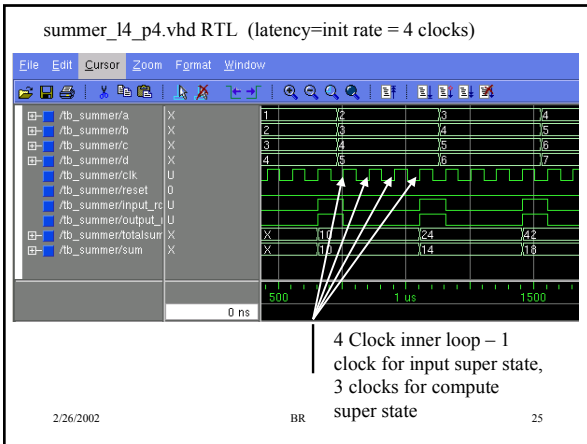 summer_l4_p4.vhd RTL (latency=init rate = 4 clocks)
File Edit Cursor Zoom Format Window
/tb_summer/a X 1 2 3 4
/tb_summer/b X 2 3 4 5
/tb_summer/c X 3 4 5 6
/tb_summer/d X 4 5 6 7
/tb_summer/clk U
/tb_summer/reset 0
/tb_summer/input_rd U
/tb_summer/output_r U
/tb_summer/totalsum X X 10 24 42
/tb_summer/sum X X 10 14 18
500 1 us 1500
0 ns
4 Clock inner loop – 1
clock for input super state,
3 clocks for compute
super state
2/26/2002 BR 25